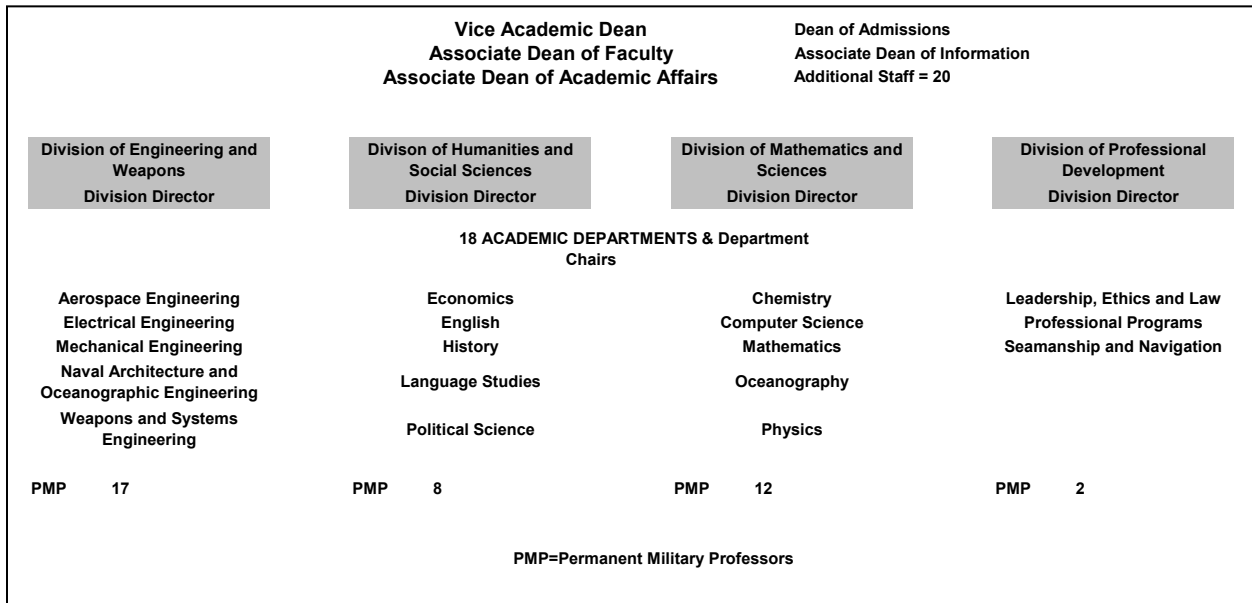 Vice Academic Dean
Associate Dean of Faculty
Associate Dean of Academic Affairs
Dean of Admissions
Associate Dean of Information
Additional Staff = 20
Division of Engineering and
Weapons
Division Director
Divison of Humanities and
Social Sciences
Division Director
Division of Mathematics and
Sciences
Division Director
Division of Professional
Development
Division Director
18 ACADEMIC DEPARTMENTS & Department
Chairs
Aerospace Engineering
Electrical Engineering
Mechanical Engineering
Naval Architecture and
Oceanographic Engineering
Weapons and Systems
Engineering
Economics
English
History
Language Studies
Political Science
Chemistry
Computer Science
Mathematics
Oceanography
Physics
Leadership, Ethics and Law
Professional Programs
Seamanship and Navigation
PMP 17
PMP 8
PMP 12
PMP 2
PMP=Permanent Military Professors